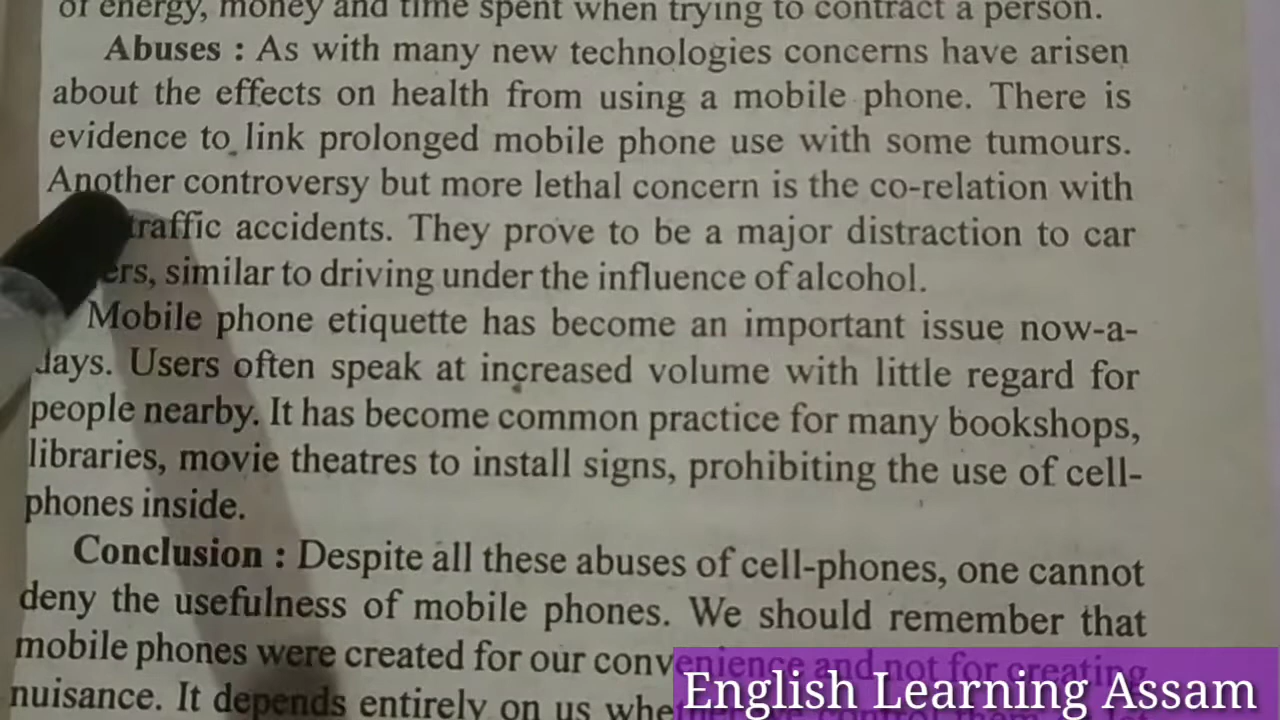 of energy, money and time spent when trying to contract a person.
Abuses : As with many new technologies concerns have arisen
about the effects on health from using a mobile phone. There is
evidence to link prolonged mobile phone use with some tumours.
Another controversy but more lethal concern is the co-relation with
traffic accidents. They prove to be a major distraction to car
ers, similar to driving under the influence of alcohol.
Mobile phone etiquette has become an important issue now-a-
days. Users often speak at increased volume with little regard for
people nearby. It has become common practice for many bookshops,
libraries, movie theatres to install signs, prohibiting the use of cell-
phones inside.
Conclusion : Despite all these abuses of cell-phones, one cannot
deny the usefulness of mobile phones. We should remember that
mobile phones were created for our convenience and not for creating
nuisance. It depends entirely on us
English Learning Assam